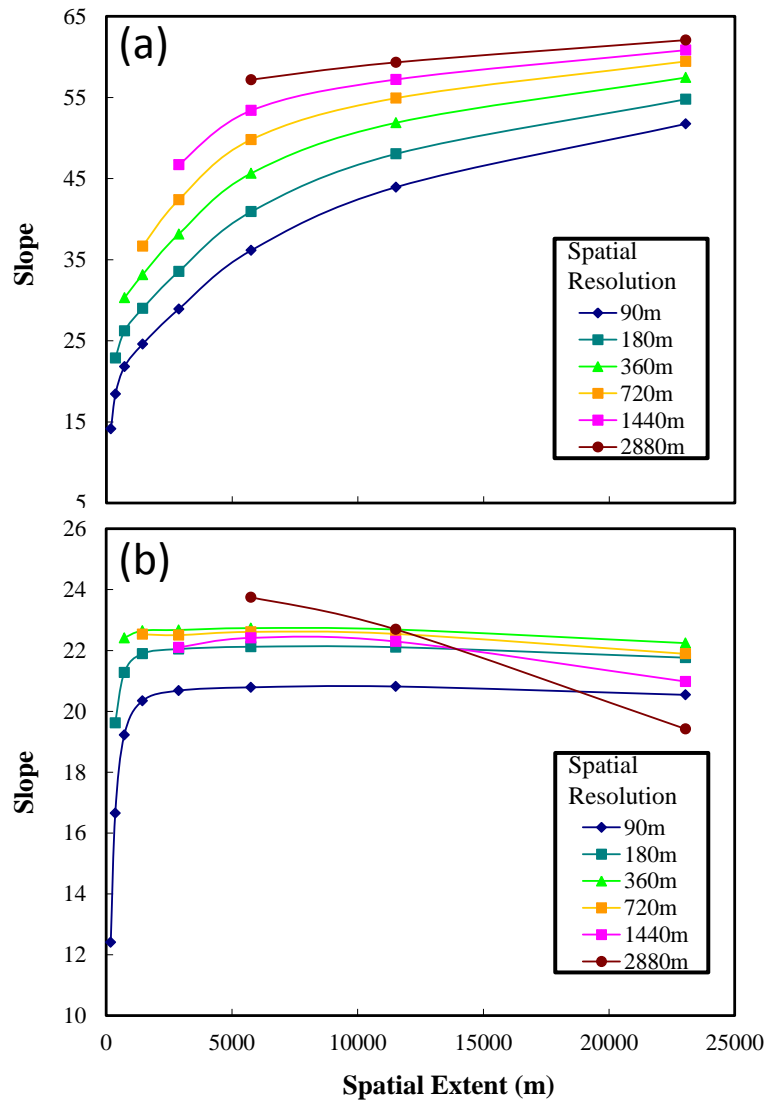 (a)
65
55
45
35
25
15
5
Slope
Spatial
Resolution
90m
180m
360m
720m
1440m
2880m
(b)
26
24
22
20
18
16
14
12
10
Slope
Spatial
Resolution
90m
180m
360m
720m
1440m
2880m
0 5000 10000 15000 20000 25000
Spatial Extent (m)